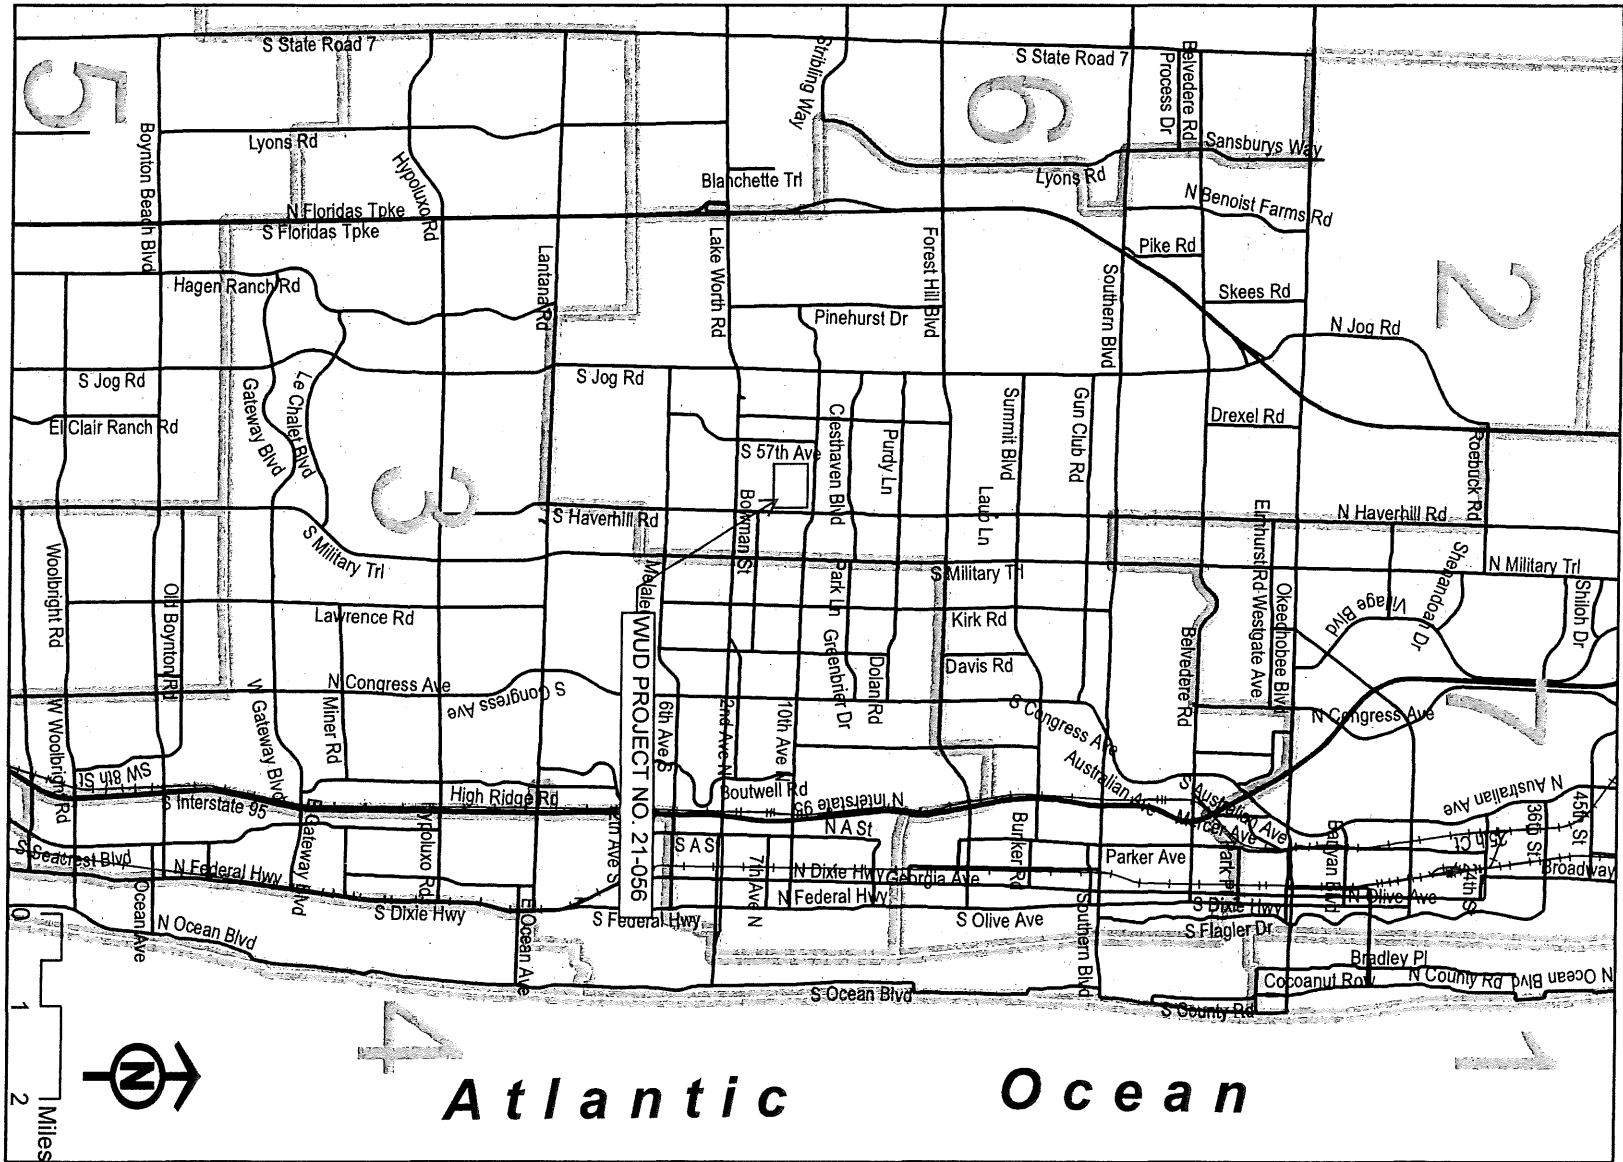 S State Road 7
S State Road 7
Stribling Way
Belvedere Rd
Process Dr
5
6
Boynton Beach Blvd
Lyons Rd
Hypoluxo Rd
Blanchette Trl
Lyons Rd
Sansburys Way
N Benoist Farms Rd
N Floridas Tpke
S Floridas Tpke
Lantana Rd
Lake Worth Rd
Forest Hill Blvd
Southern Blvd
Pike Rd
Skees Rd
2
Hagen Ranch Rd
Pinehurst Dr
N Jog Rd
S Jog Rd
Gateway Blvd
Le Chalet Blvd
S Jog Rd
Summit Blvd
Gun Club Rd
Drexel Rd
El Clair Ranch Rd
S 57th Ave
Cresthaven Blvd
Purdy Ln
Roebuck Rd
3
Bowman St
Laub Ln
S Haverhill Rd
Elmhurst Rd
Westgate Ave
N Haverhill Rd
Woolbright Rd
S Military Trl
S Military Trl
N Military Trl
Shenandoah Dr
Shiloh Dr
Old Boynton Rd
Park Ln
Okeechobee Blvd
Village Blvd
Lawrence Rd
WUD PROJECT NO. 21-056
Kirk Rd
Greenbrier Dr
Dolan Rd
Davis Rd
Belvedere Rd
N Congress Ave
S Congress Ave
S Congress Ave
N Congress Ave
7
W Woolbright Rd
W Gateway Blvd
Miner Rd
6th Ave S
2nd Ave N
10th Ave N
Australian Ave
S Australian Ave
N Australian Ave
SW 8th St
S Interstate 95
High Ridge Rd
Boutwell Rd
N Interstate 95
Mercer Ave
36th St
45th St
25th Ct
S Seacrest Blvd
E Gateway Blvd
Hypoluxo Rd
12th Ave S
S A St
N A St
7th Ave N
Bunker Rd
Parker Ave
Park Pl
Banyan Blvd
24th St
Broadway
N Federal Hwy
N Dixie Hwy
Georgia Ave
N Federal Hwy
S Dixie Hwy
N Olive Ave
Ocean Ave
S Dixie Hwy
E Ocean Ave
S Federal Hwy
S Olive Ave
Southern Blvd
S Flagler Dr
N Ocean Blvd
Bradley Pl
Cocoanut Row
N County Rd
N Ocean Blvd
S Ocean Blvd
S County Rd
4
1
N
Atlantic Ocean
0 1 2
Miles